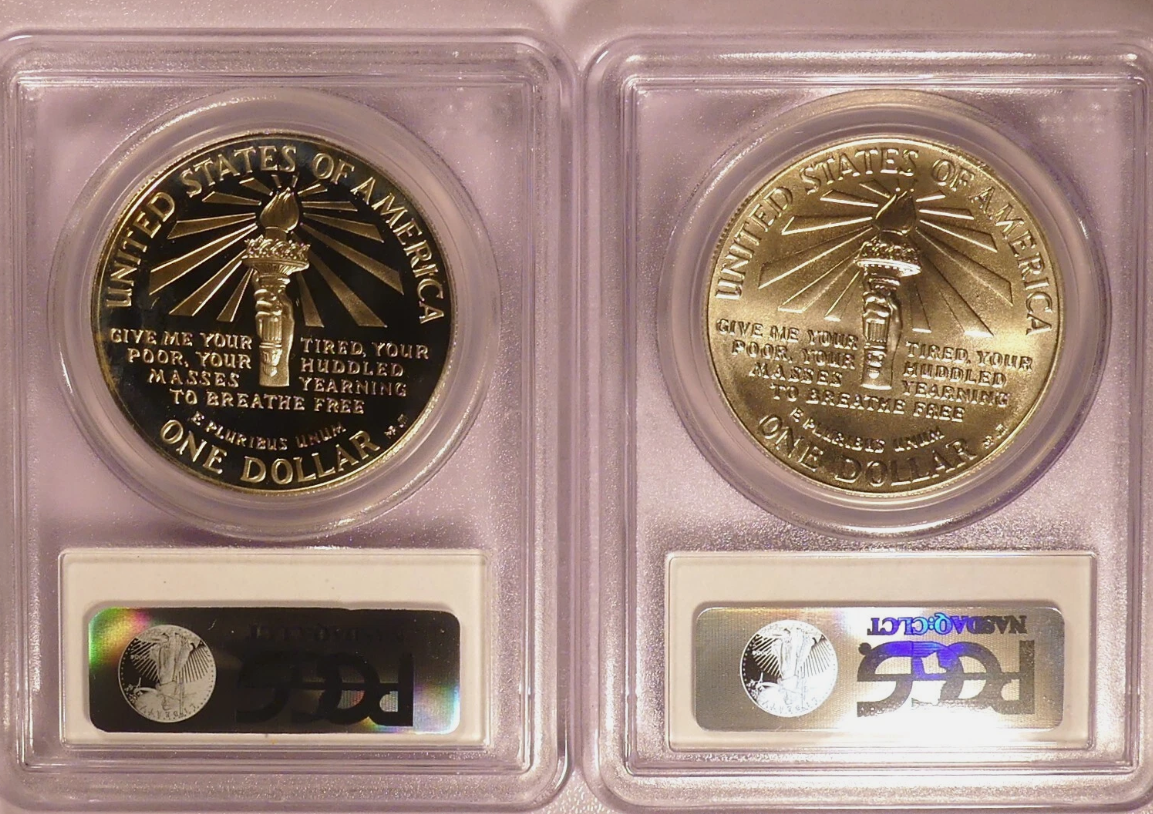 UNITED STATES OF AMERICA
GIVE ME YOUR TIRED, YOUR
POOR, YOUR HUDDLED
MASSES YEARNING
TO BREATHE FREE
E PLURIBUS UNUM
ONE DOLLAR
PCGS
UNITED STATES OF AMERICA
GIVE ME YOUR TIRED, YOUR
POOR, YOUR HUDDLED
MASSES YEARNING
TO BREATHE FREE
E PLURIBUS UNUM
ONE DOLLAR
NASDAQ:CLCT
PCGS